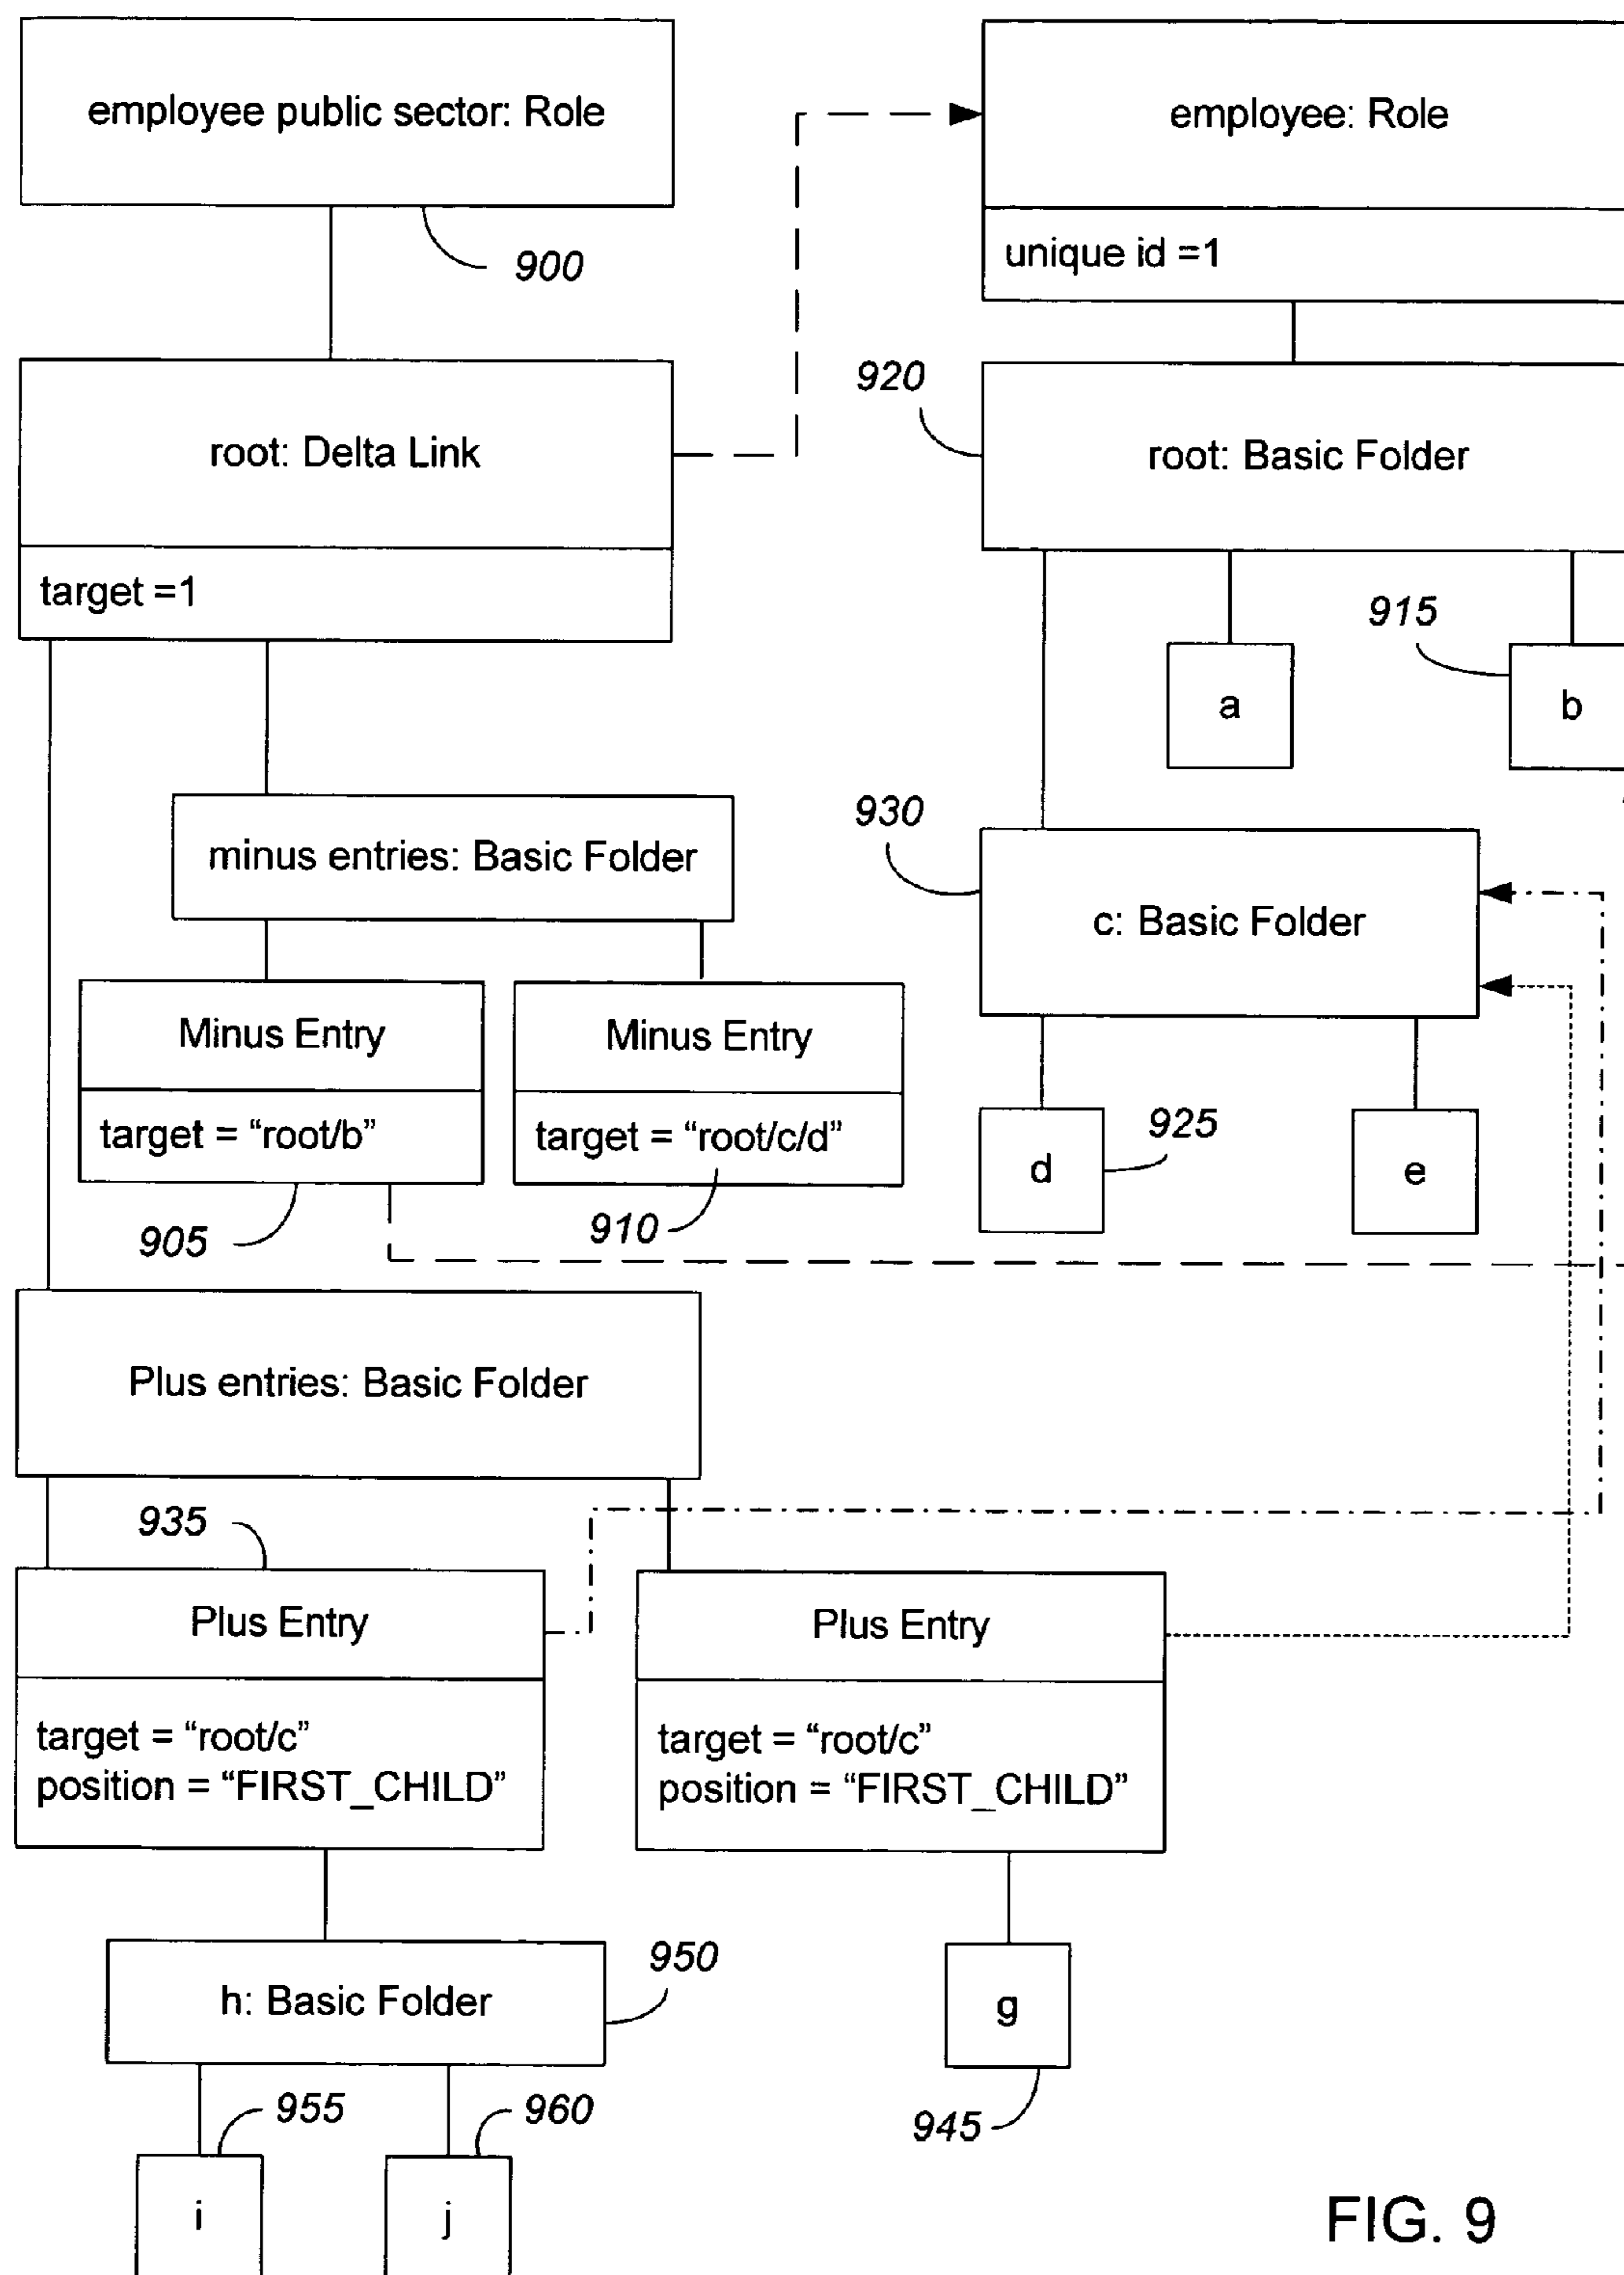 employee public sector: Role
employee: Role
900
unique id =1
920
root: Delta Link
root: Basic Folder
target =1
915
a
b
930
minus entries: Basic Folder
c: Basic Folder
Minus Entry
Minus Entry
target = “root/b”
target = “root/c/d”
925
d
e
905
910
Plus entries: Basic Folder
935
Plus Entry
Plus Entry
target = “root/c”
position = “FIRST_CHILD”
target = “root/c”
position = “FIRST_CHILD”
950
h: Basic Folder
g
955
960
945
i
j
FIG. 9